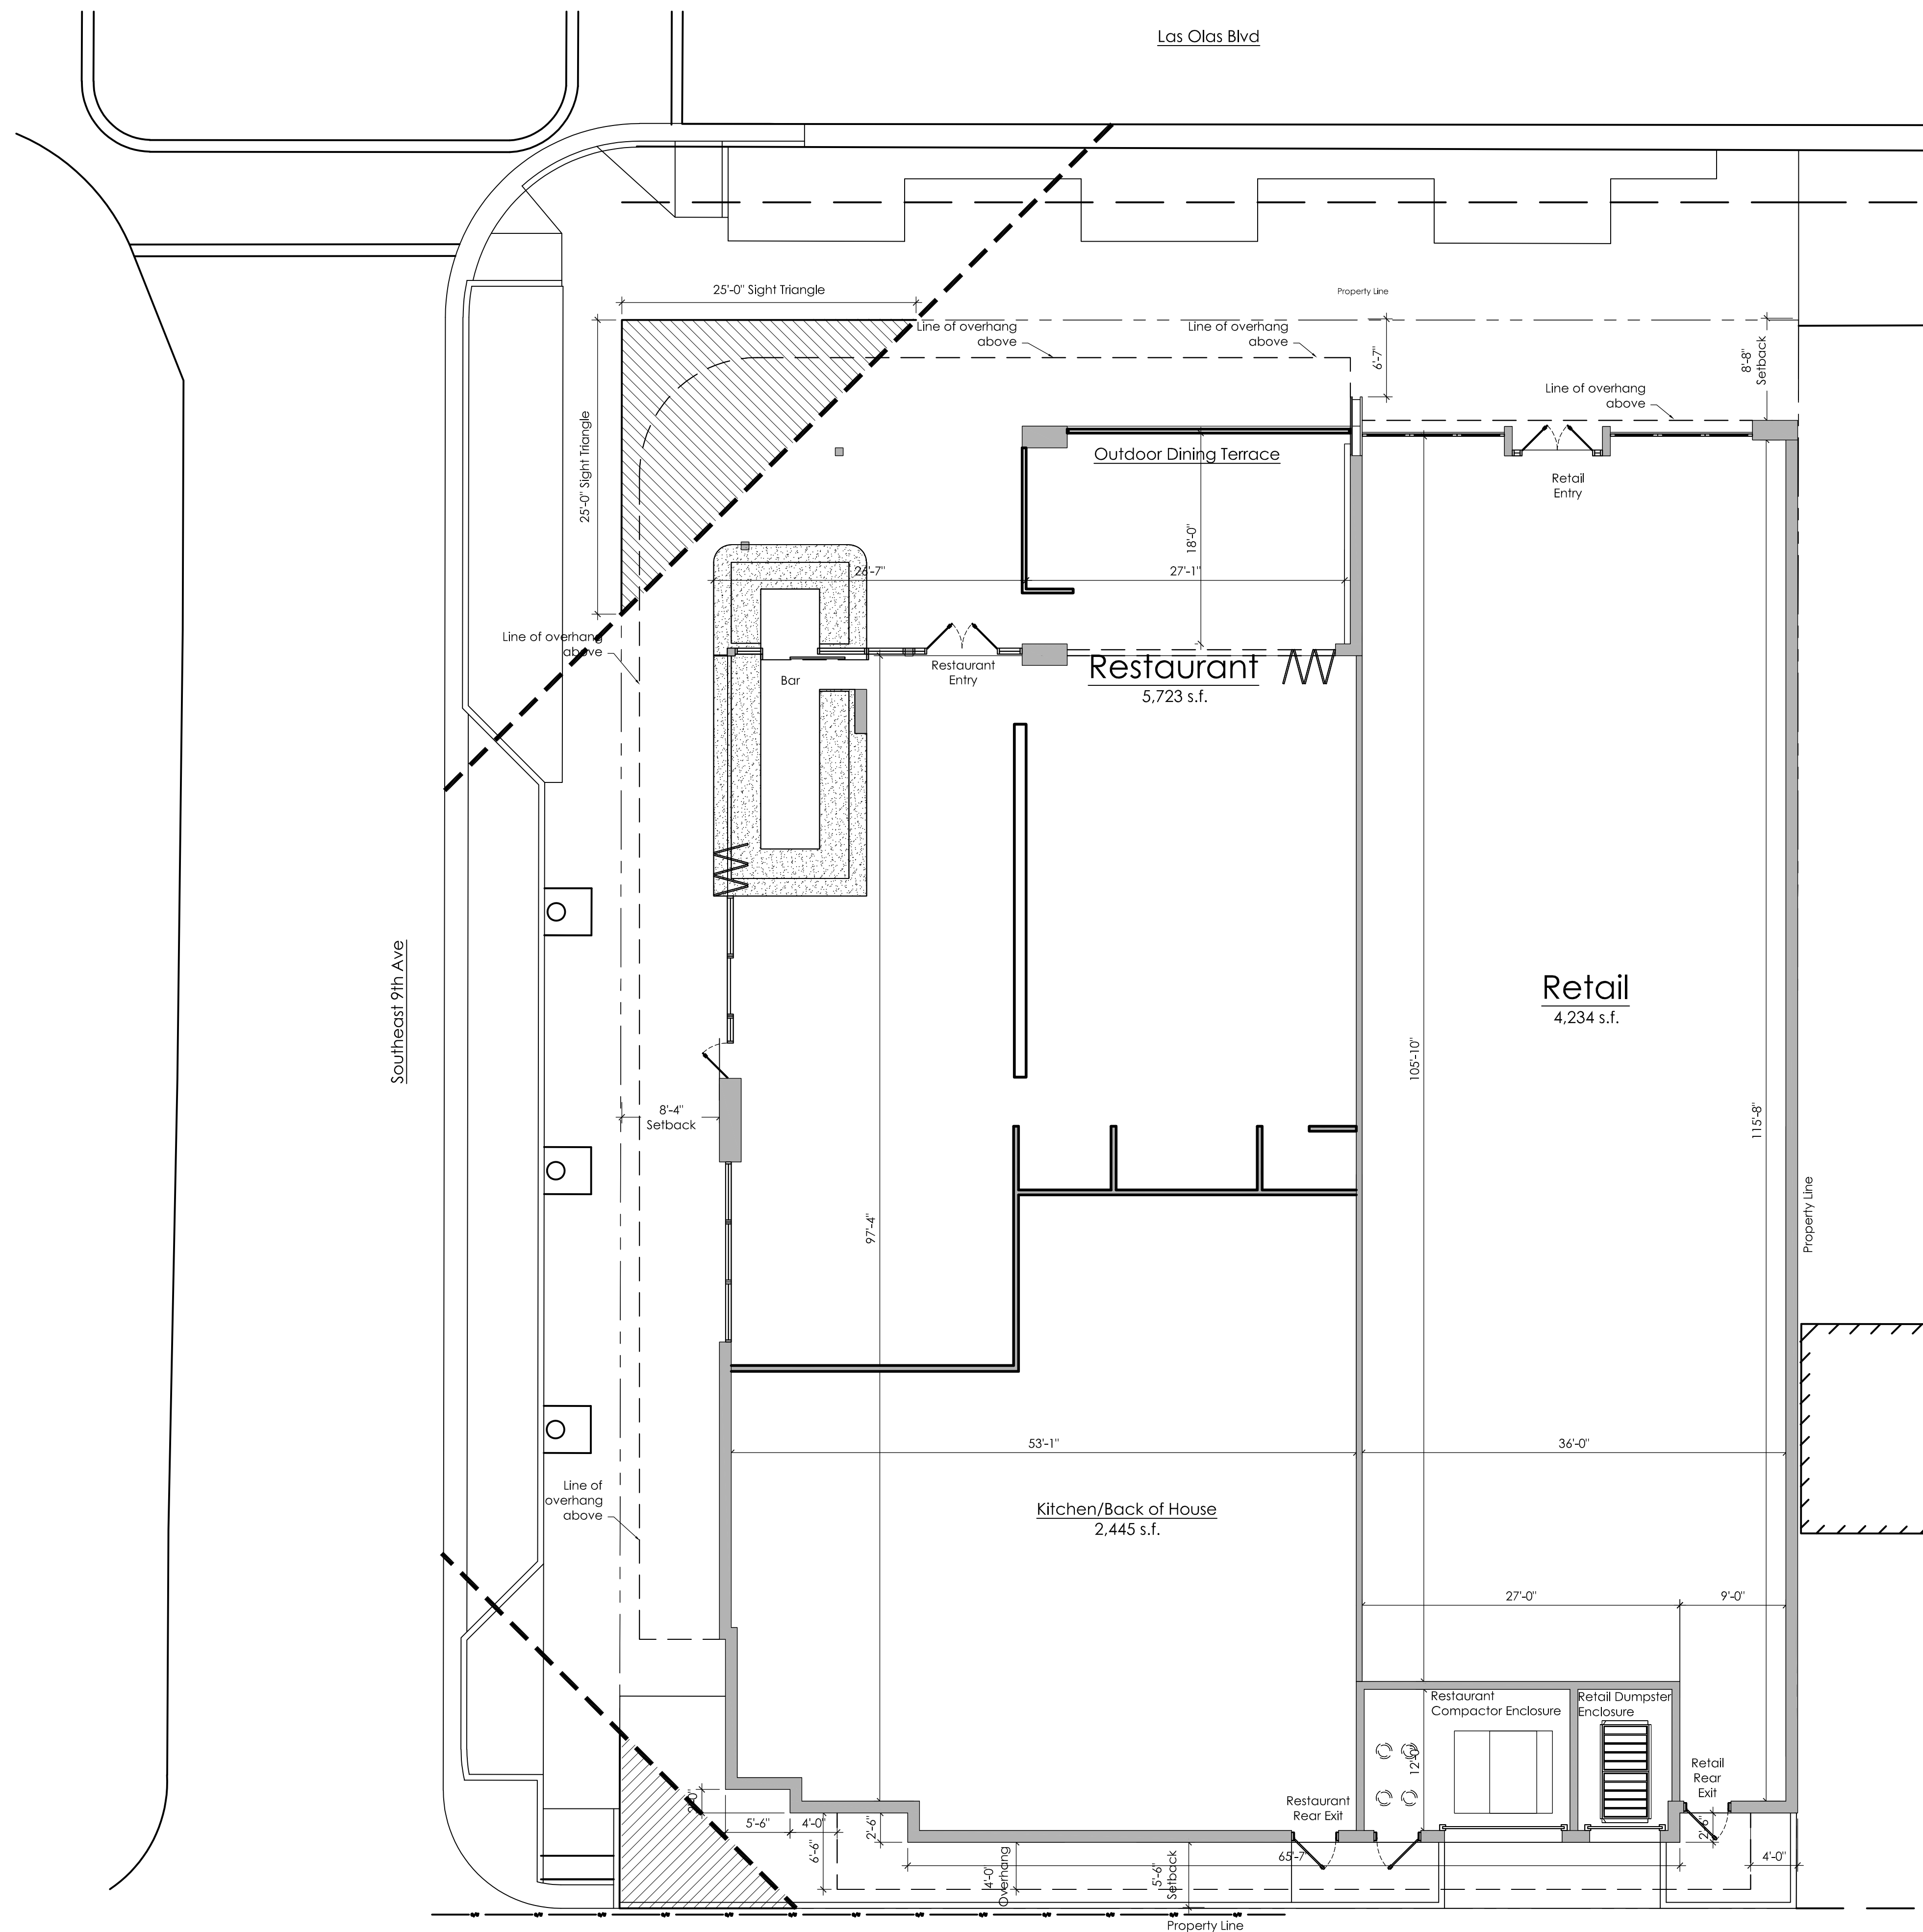 Las Olas Blvd
25'-0" Sight Triangle
Property Line
Line of overhang
above
Line of overhang
above
6'-7"
8'-8"
Setback
Line of overhang
above
25'-0" Sight Triangle
Outdoor Dining Terrace
Retail
Entry
18'-0"
26'-7"
27'-1"
Line of overhang
above
Bar
Restaurant
Entry
Restaurant
5,723 s.f.
Southeast 9th Ave
Retail
4,234 s.f.
105'-10"
115'-8"
8'-4"
Setback
97'-4"
Property Line
53'-1"
36'-0"
Line of
overhang
above
Kitchen/Back of House
2,445 s.f.
27'-0"
9'-0"
Restaurant
Compactor Enclosure
Retail Dumpster
Enclosure
12'-0"
Retail
Rear
Exit
Restaurant
Rear Exit
5'-6"
4'-0"
2'-6"
6'-6"
2'-6"
65'-7"
4'-0"
4'-0"
Overhang
5'-6"
Setback
Property Line